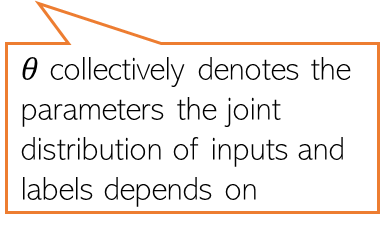 θ collectively denotes the
parameters the joint
distribution of inputs and
labels depends on